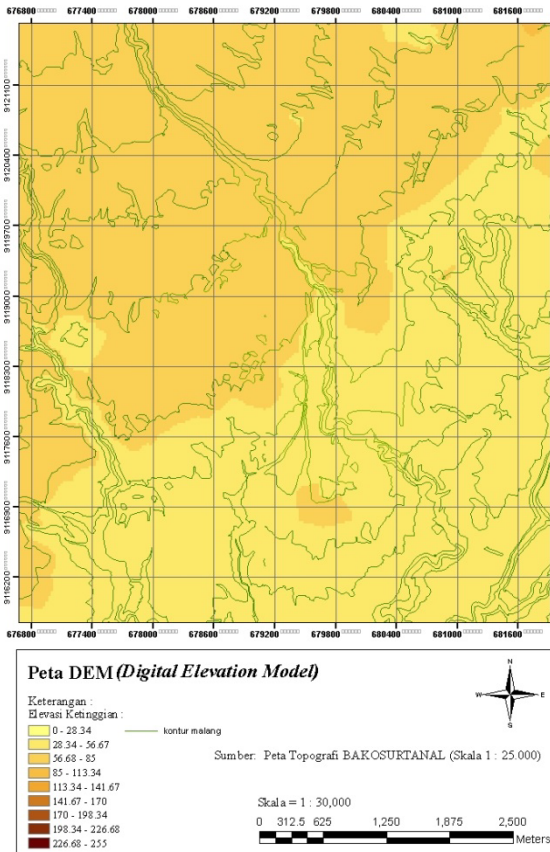 676800 677400 678000 678600 679200 679800 680400 681000 681600
9121100
9120400
9119700
9119000
9118300
9117600
9116900
9116200
676800 677400 678000 678600 679200 679800 680400 681000 681600
Peta DEM (Digital Elevation Model)
N
W E
S
Keterangan :
Elevasi Ketinggian :
0 - 28.34 kontur malang
28.34 - 56.67
56.68 - 85
85 - 113.34
113.34 - 141.67
141.67 - 170
170 - 198.34
198.34 - 226.68
226.68 - 255
Sumber: Peta Topografi BAKOSURTANAL (Skala 1 : 25.000)
Skala = 1 : 30,000
0 312.5 625 1,250 1,875 2,500
Meters